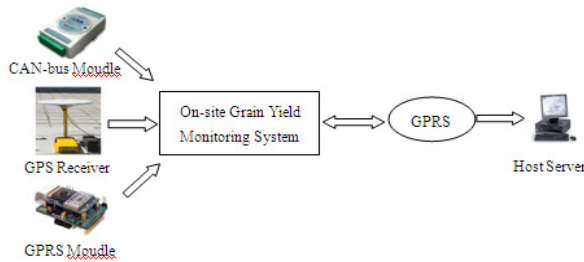 CAN-bus Moudle
GPS Receiver
GPRS Moudle
On-site Grain Yield
Monitoring System
GPRS
Host Server